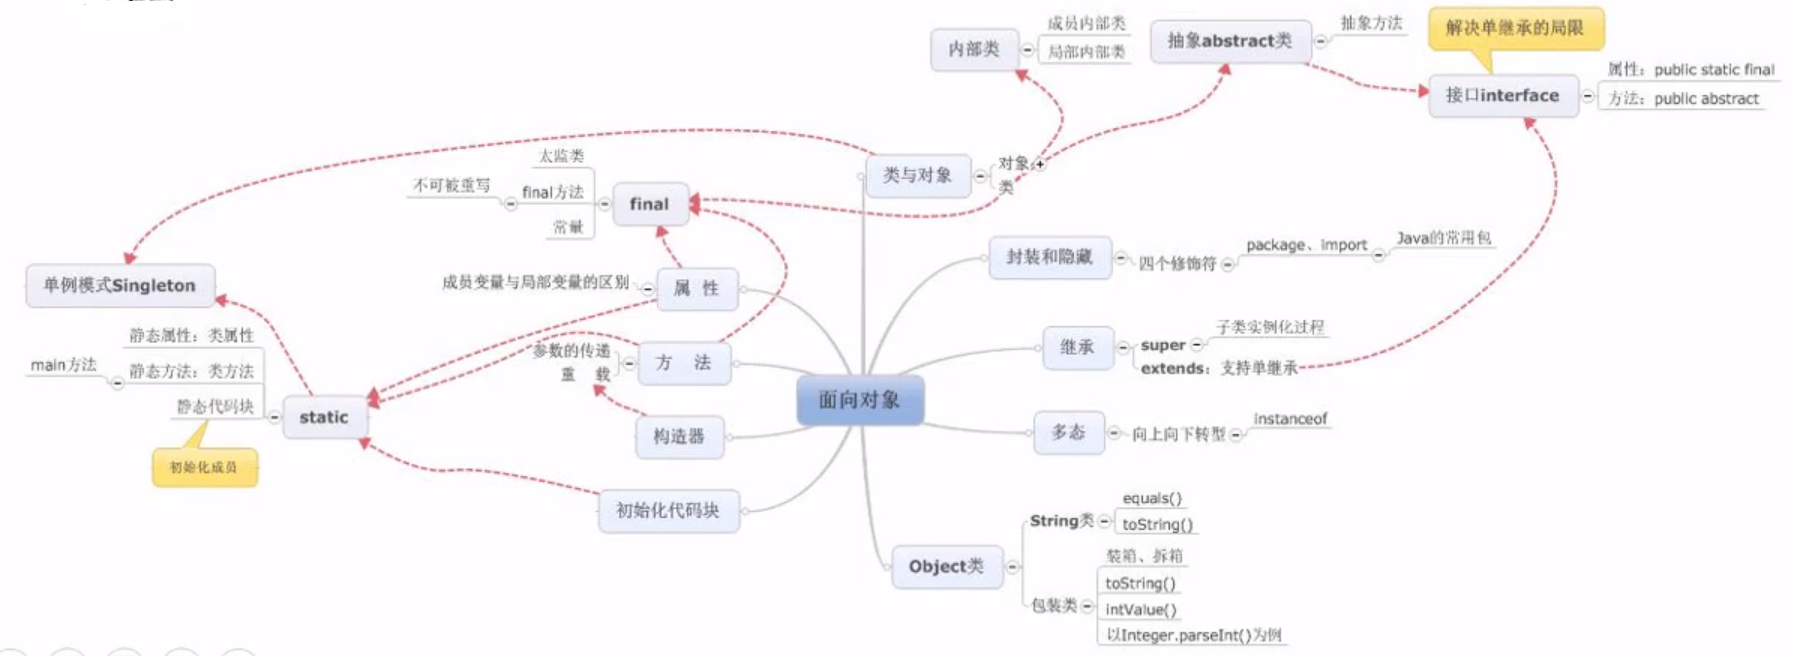 内部类
成员内部类
局部内部类
抽象abstract类
抽象方法
解决单继承的局限
接口interface
属性：public static final
方法：public abstract
类与对象
对象
类
太监类
不可被重写
final方法
常量
final
封装和隐藏
四个修饰符
package、import
Java的常用包
单例模式Singleton
成员变量与局部变量的区别
属 性
静态属性：类属性
main方法
静态方法：类方法
静态代码块
static
初始化成员
参数的传递
重 载
方 法
继承
super
子类实例化过程
extends：支持单继承
面向对象
构造器
多态
向上向下转型
instanceof
初始化代码块
Object类
String类
equals()
toString()
包装类
装箱、拆箱
toString()
intValue()
以Integer.parseInt()为例